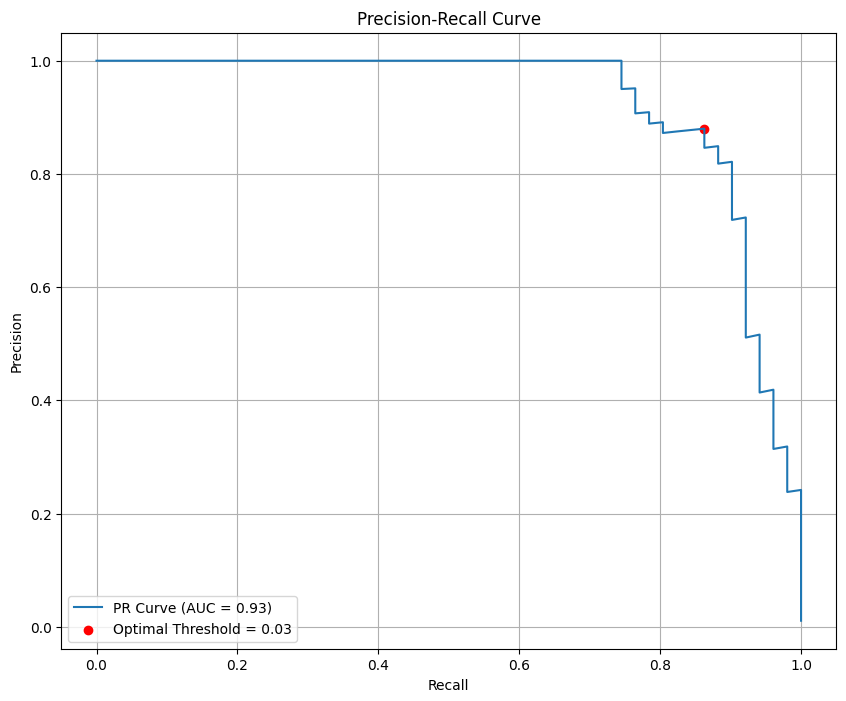 Precision-Recall Curve
1.0
0.8
0.6
0.4
0.2
0.0
Precision
PR Curve (AUC = 0.93)
Optimal Threshold = 0.03
0.0 0.2 0.4 0.6 0.8 1.0
Recall